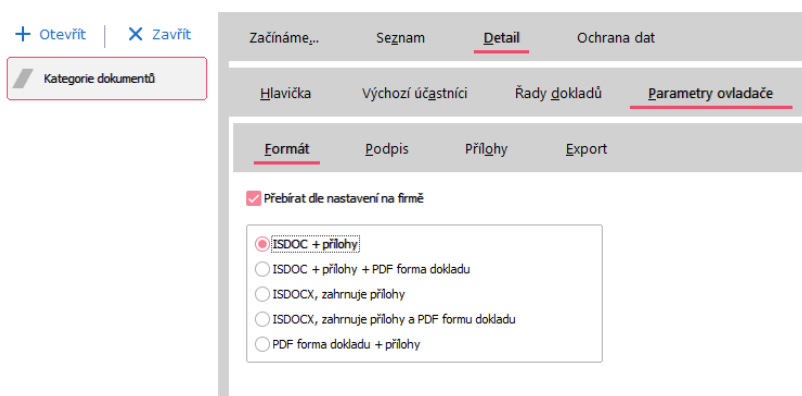 Otevřít
Zavřít
Kategorie dokumentů
Začínáme...
Seznam
Detail
Ochrana dat
Hlavička
Výchozí účastníci
Řady dokladů
Parametry ovladače
Formát
Podpis
Přílohy
Export
Přebírat dle nastavení na firmě
ISDOC + přílohy
ISDOC + přílohy + PDF forma dokladu
ISDOCX, zahrnuje přílohy
ISDOCX, zahrnuje přílohy a PDF formu dokladu
PDF forma dokladu + přílohy